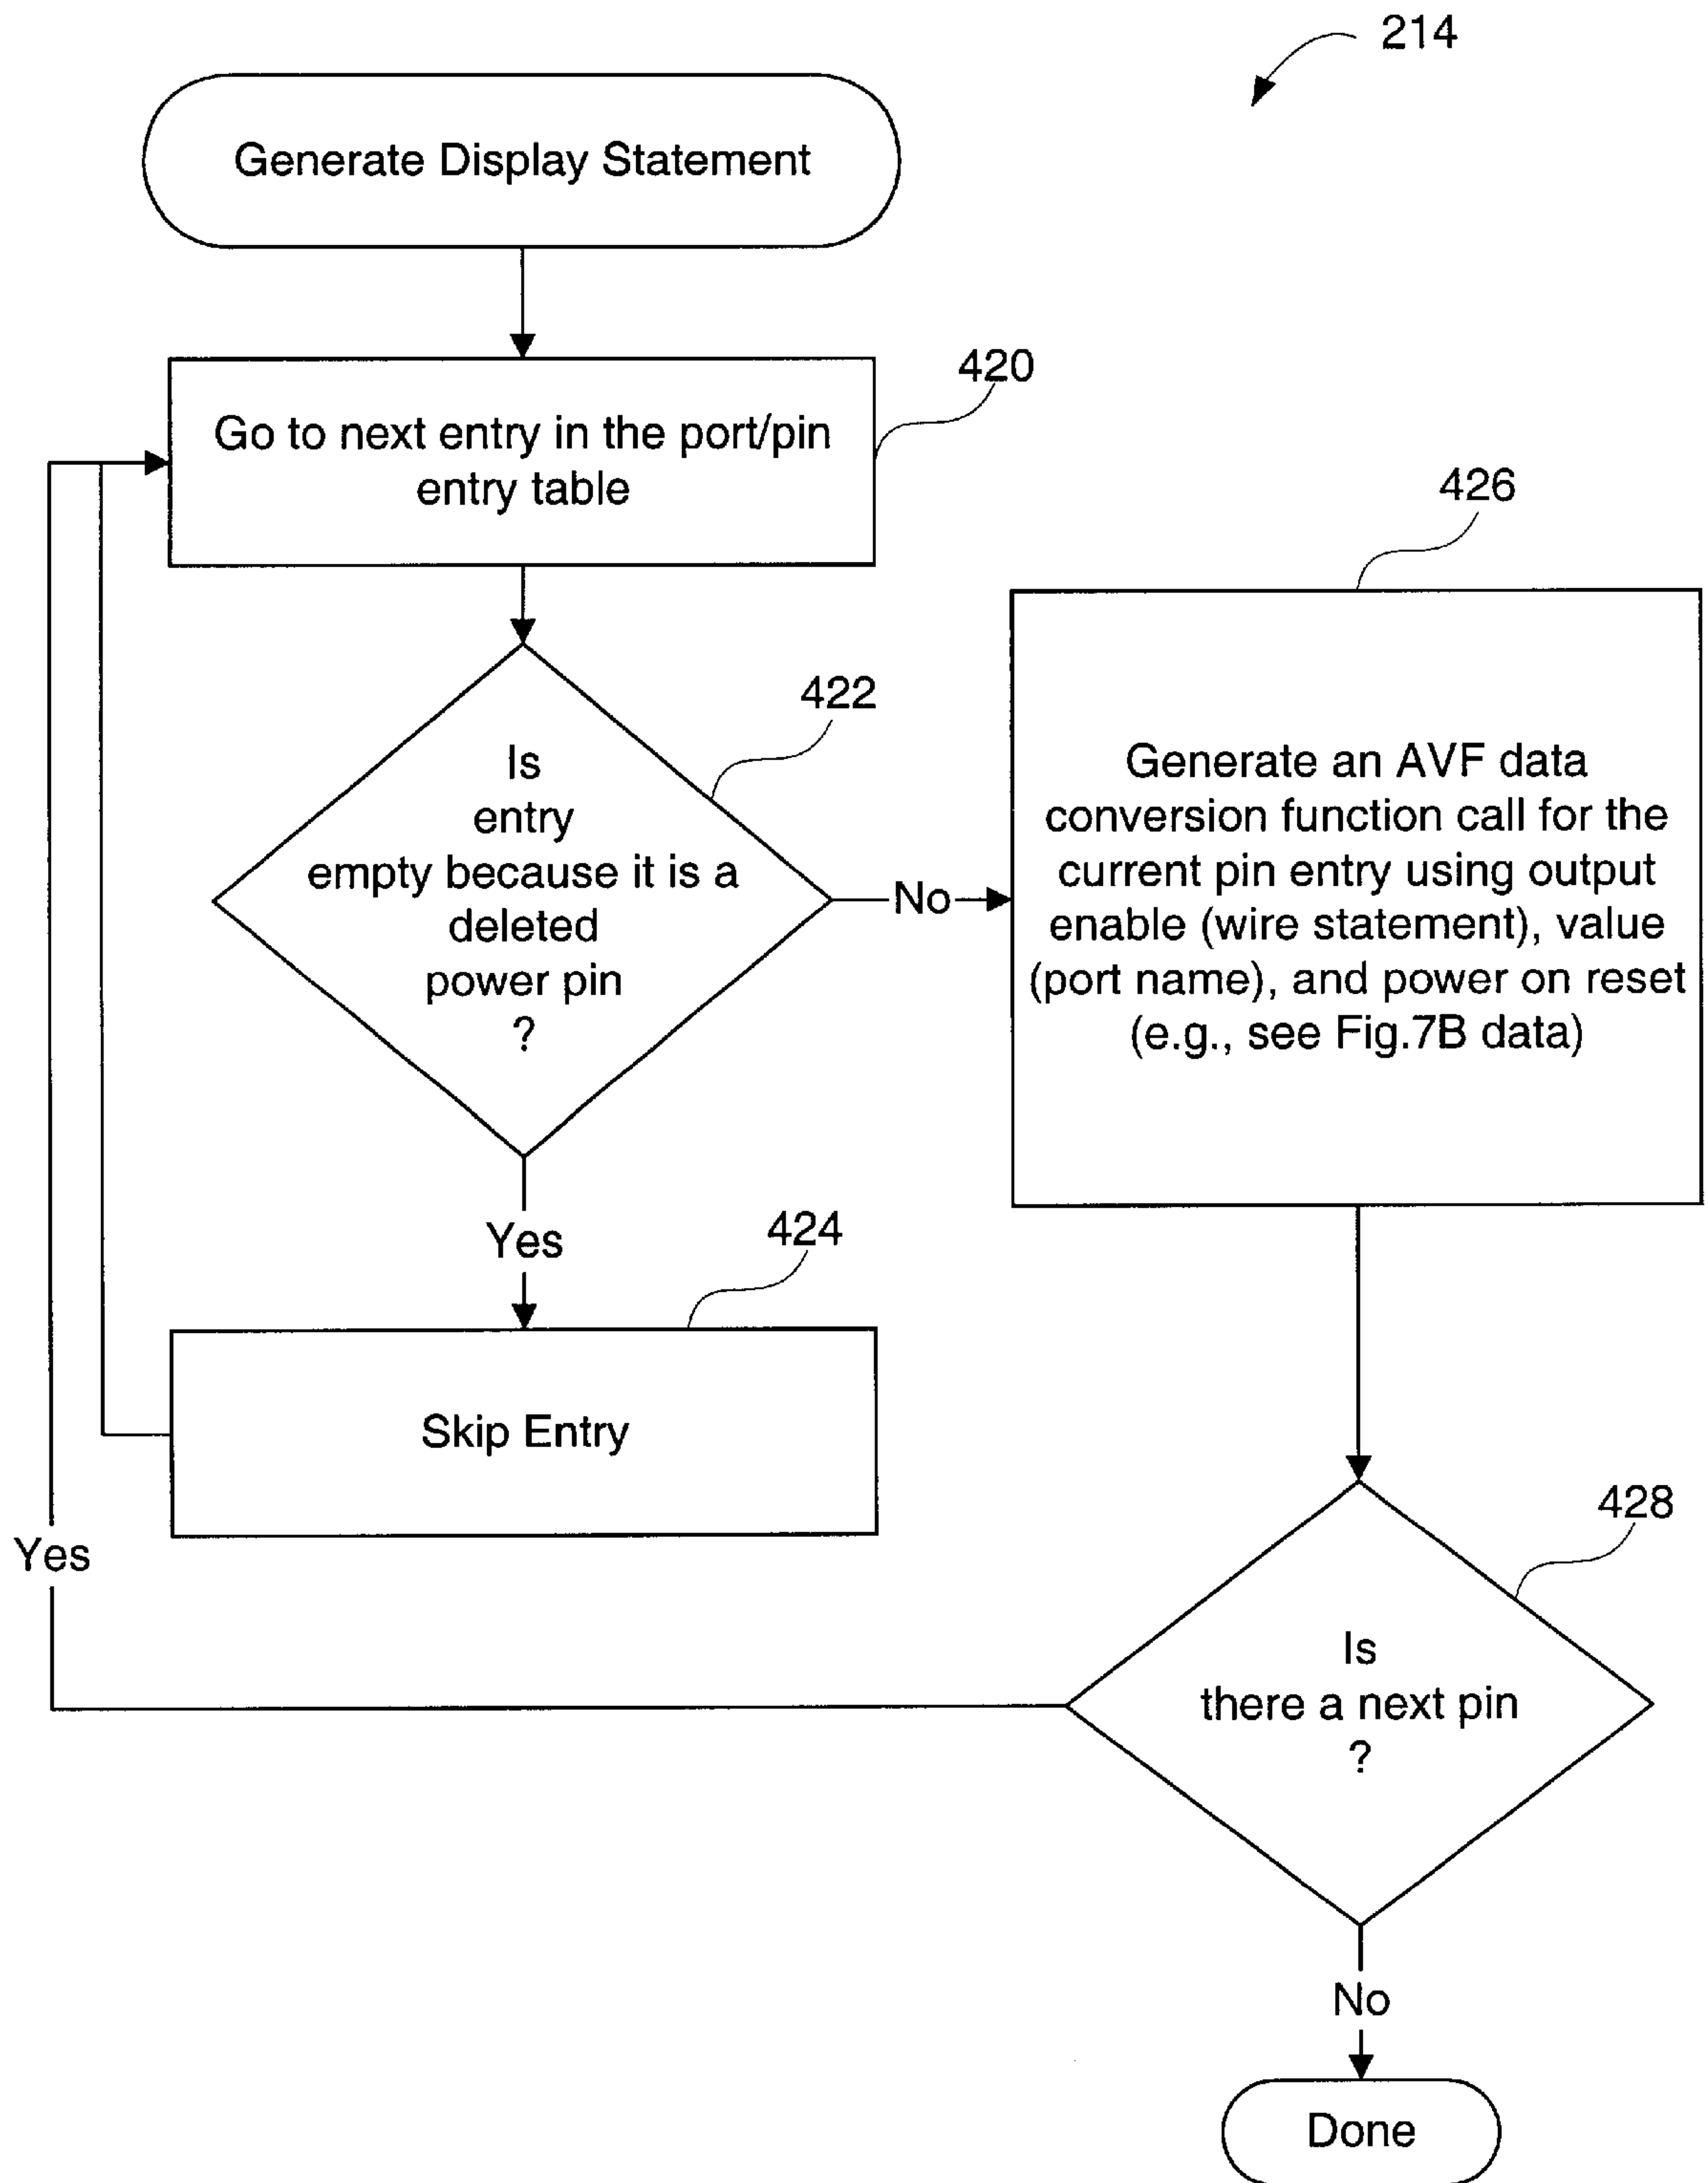 214
Generate Display Statement
420
Go to next entry in the port/pin
entry table
426
422
Is
entry
empty because it is a
deleted
power pin
?
No
Generate an AVF data
conversion function call for the
current pin entry using output
enable (wire statement), value
(port name), and power on reset
(e.g., see Fig.7B data)
Yes
424
Skip Entry
428
Yes
Is
there a next pin
?
No
Done